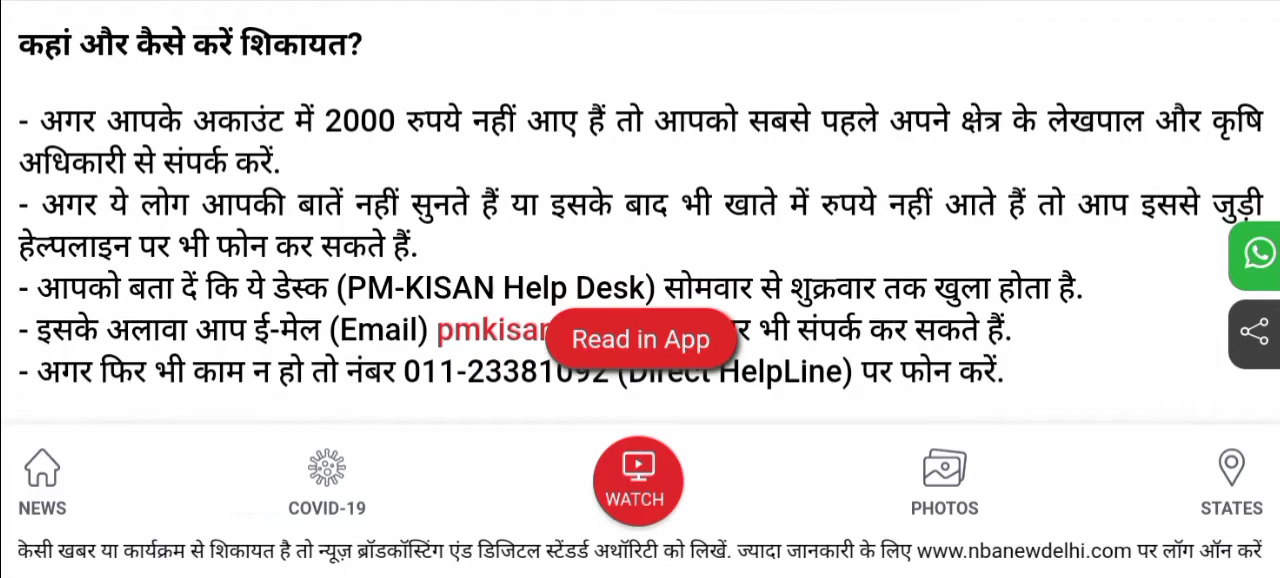 कहां और कैसे करें शिकायत?
- अगर आपके अकाउंट में 2000 रुपये नहीं आए हैं तो आपको सबसे पहले अपने क्षेत्र के लेखपाल और कृषि
अधिकारी से संपर्क करें.
- अगर ये लोग आपकी बातें नहीं सुनते हैं या इसके बाद भी खाते में रुपये नहीं आते हैं तो आप इससे जुड़ी
हेल्पलाइन पर भी फोन कर सकते हैं.
- आपको बता दें कि ये डेस्क (PM-KISAN Help Desk) सोमवार से शुक्रवार तक खुला होता है.
- इसके अलावा आप ई-मेल (Email) भी संपर्क कर सकते हैं.
Read in App
- अगर फिर भी काम न हो तो नंबर 011-23381092 (Direct HelpLine) पर फोन करें.
NEWS COVID-19 WATCH PHOTOS STATES
केसी खबर या कार्यक्रम से शिकायत है तो न्यूज़ ब्रॉडकॉस्टिंग एंड डिजिटल स्टेंडर्ड अथॉरिटी को लिखें. ज्यादा जानकारी के लिए www.nbanewdelhi.com पर लॉग ऑन करें